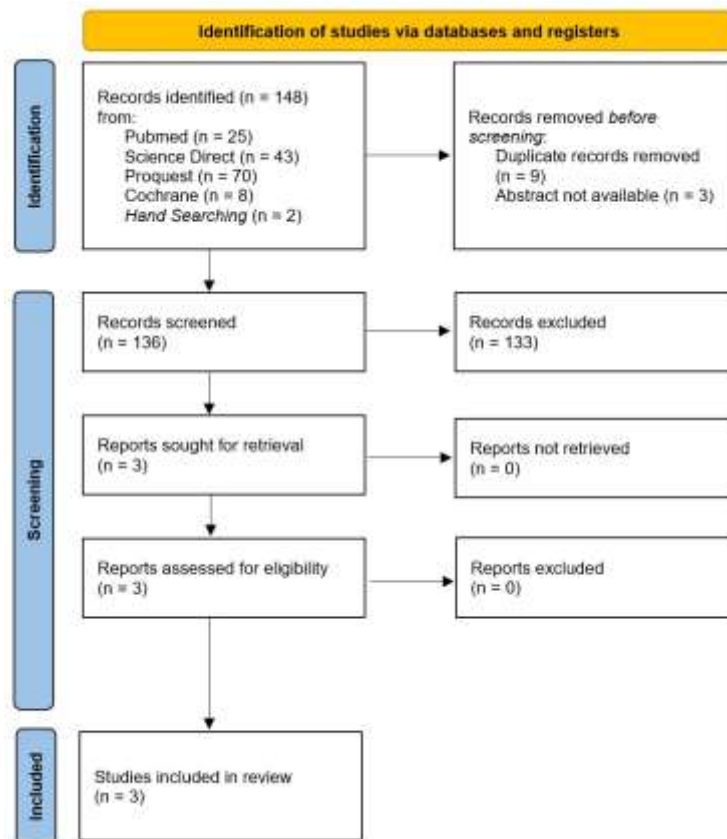 Identification of studies via databases and registers
Identification
Records identified (n = 148)
from:
Pubmed (n = 25)
Science Direct (n = 43)
Proquest (n = 70)
Cochrane (n = 8)
Hand Searching (n = 2)
Records removed before
screening:
Duplicate records removed
(n = 9)
Abstract not available (n = 3)
Screening
Records screened
(n = 136)
Records excluded
(n = 133)
Reports sought for retrieval
(n = 3)
Reports not retrieved
(n = 0)
Reports assessed for eligibility
(n = 3)
Reports excluded
(n = 0)
Included
Studies included in review
(n = 3)